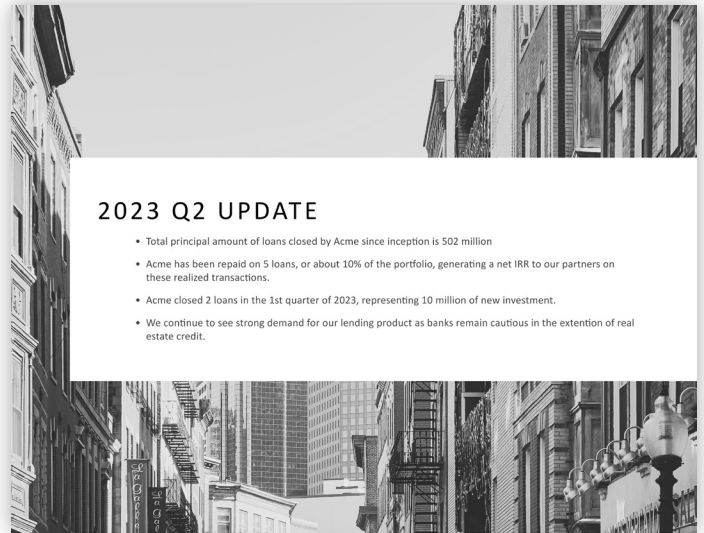 2023 Q2 UPDATE
• Total principal amount of loans closed by Acme since inception is 502 million
• Acme has been repaid on 5 loans, or about 10% of the portfolio, generating a net IRR to our partners on
these realized transactions.
• Acme closed 2 loans in the 1st quarter of 2023, representing 10 million of new investment.
• We continue to see strong demand for our lending product as banks remain cautious in the extention of real
estate credit.